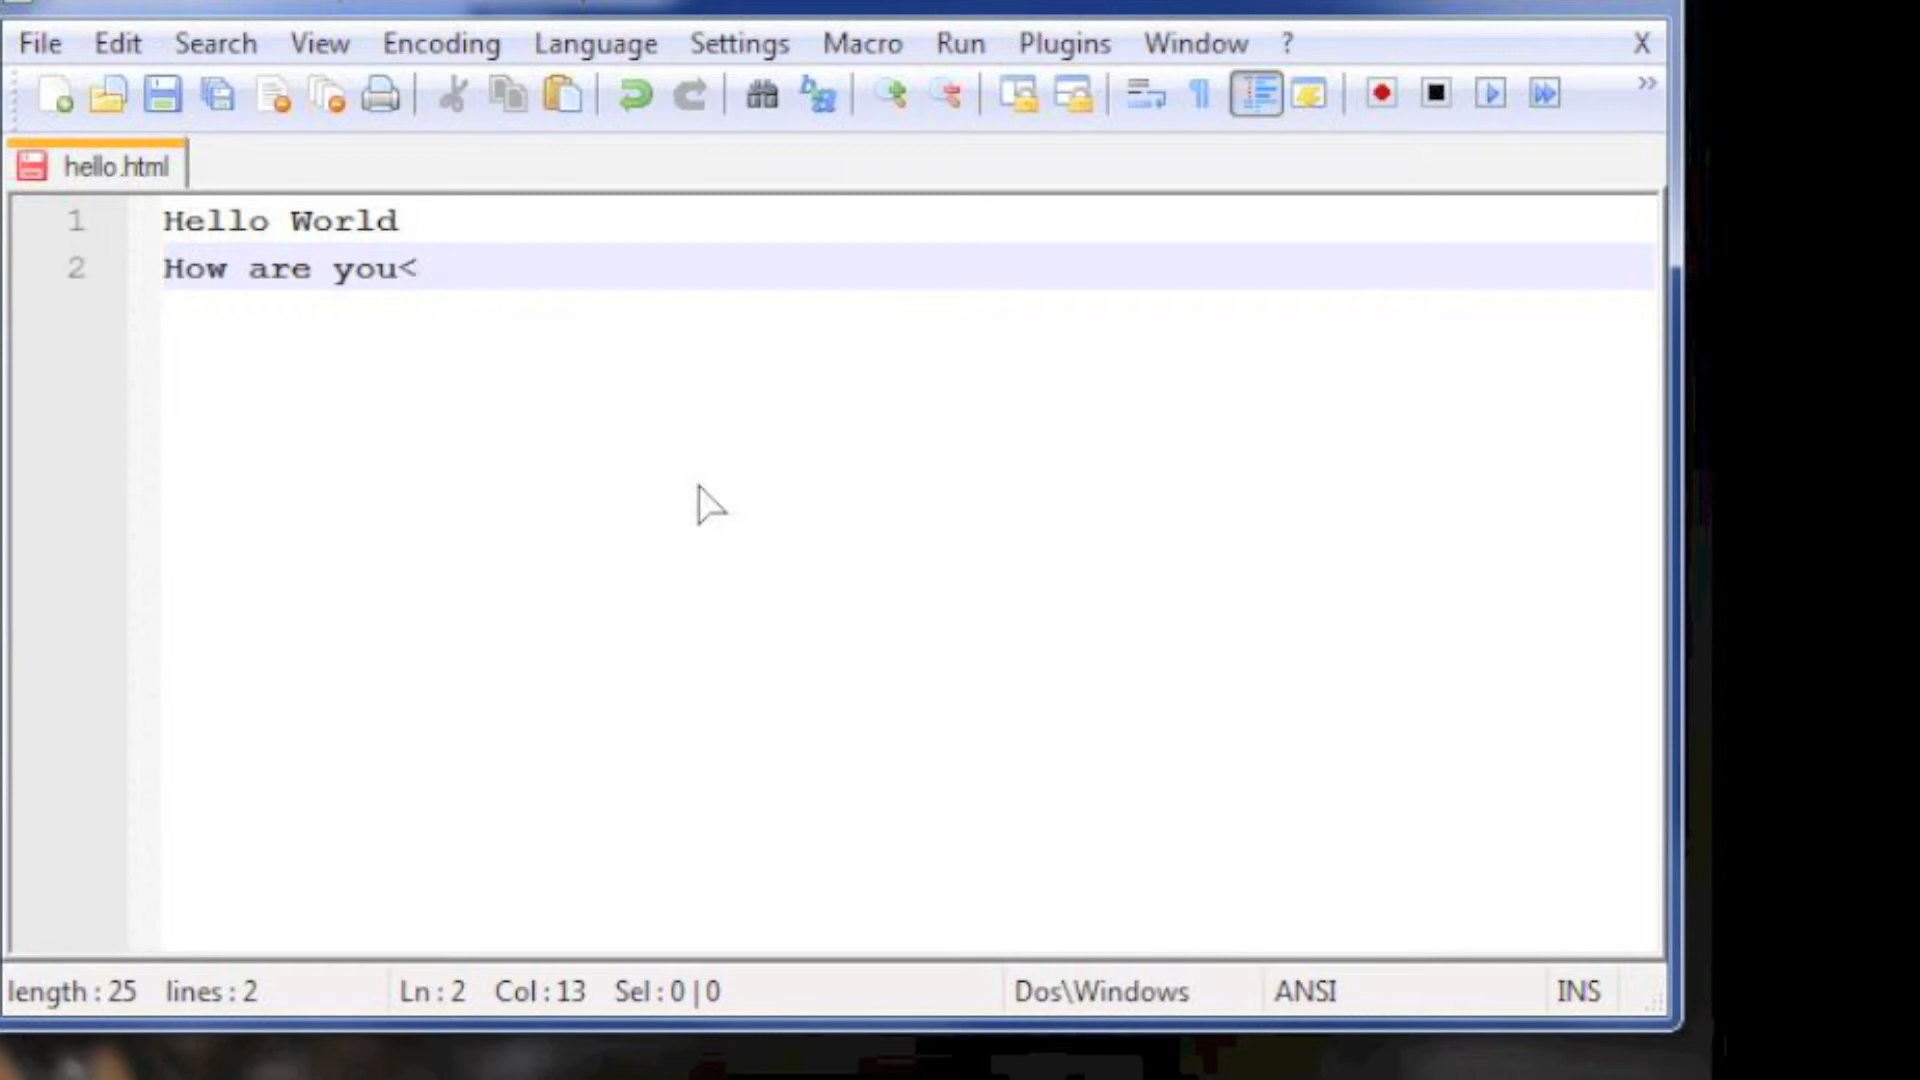 File Edit Search View Encoding Language Settings Macro Run Plugins Window ? X
hello.html
1 Hello World
2 How are you<
length : 25 lines : 2 Ln : 2 Col : 13 Sel : 0 | 0 Dos\Windows ANSI INS